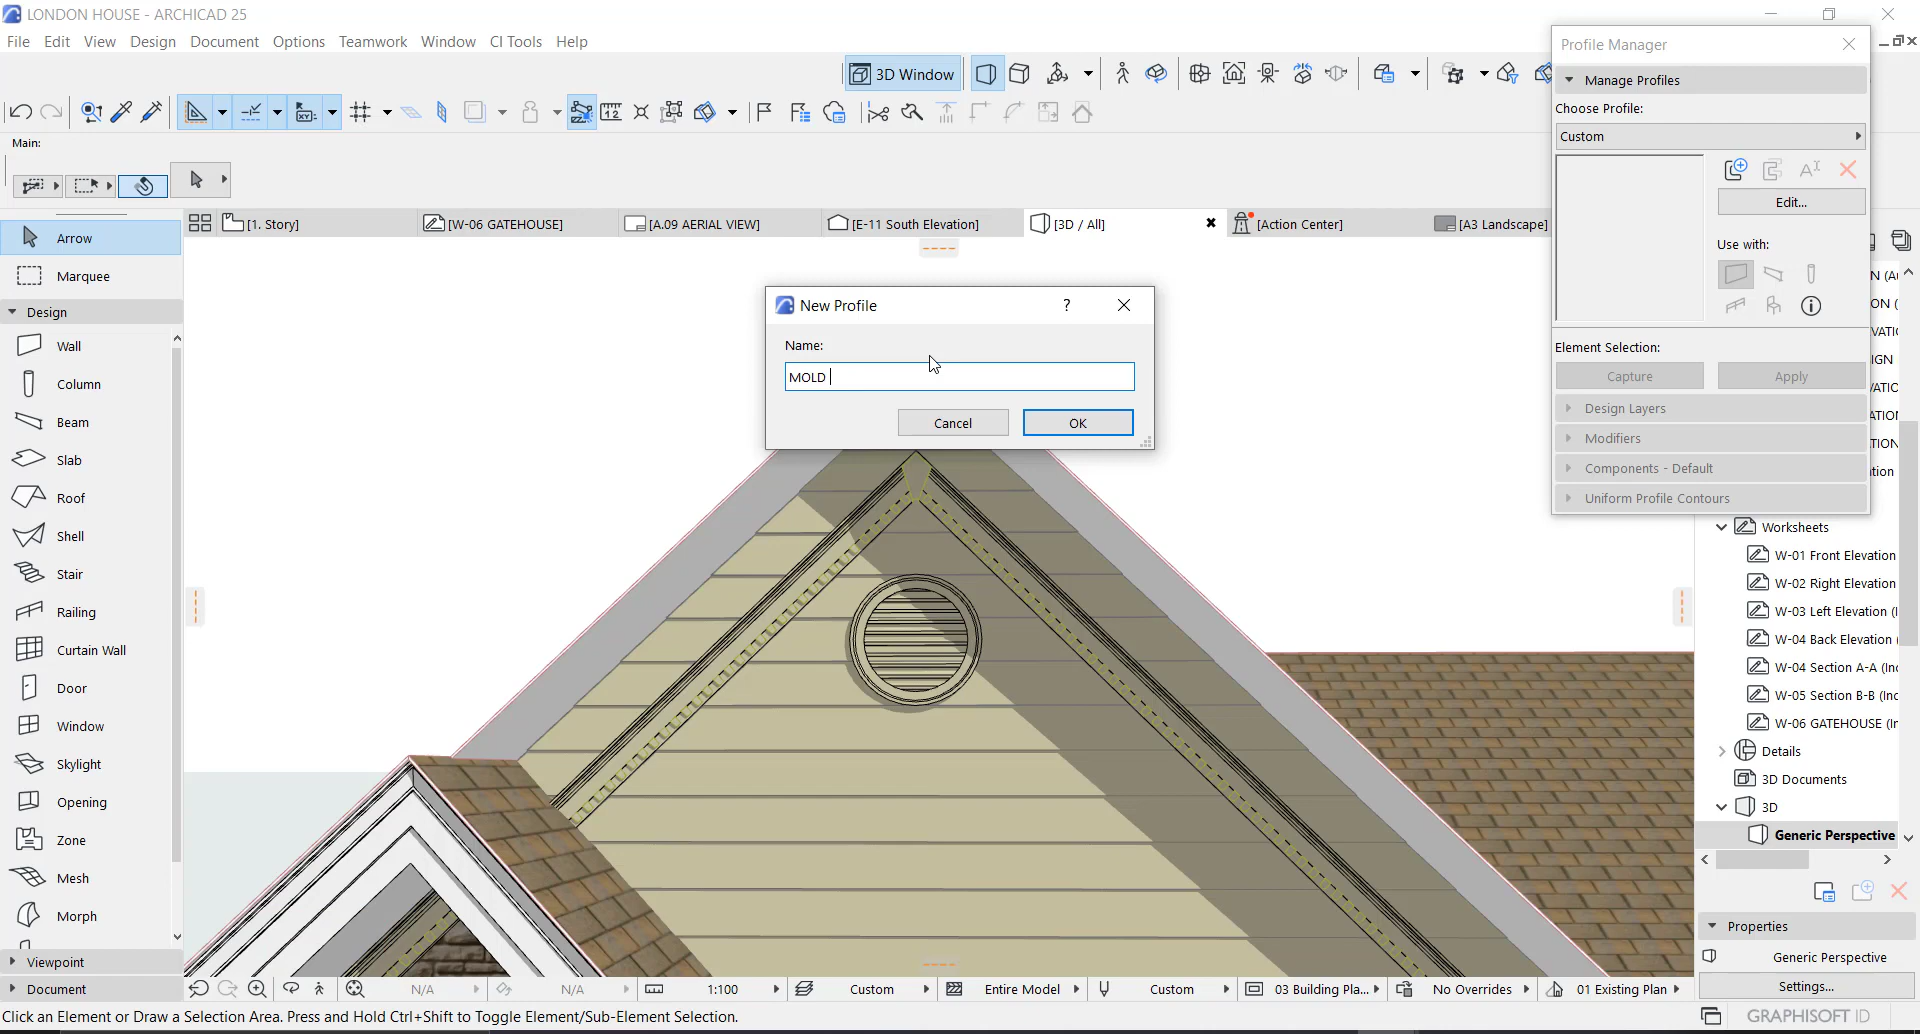 LONDON HOUSE - ARCHICAD 25
File Edit View Design Document Options Teamwork Window CI Tools Help
3D Window
Main:
[1. Story] [W-06 GATEHOUSE] [A.09 AERIAL VIEW] [E-11 South Elevation] [3D / All] [Action Center] [A3 Landscape]
Arrow
Marquee
Design
Wall
Column
Beam
Slab
Roof
Shell
Stair
Railing
Curtain Wall
Door
Window
Skylight
Opening
Zone
Mesh
Morph
Viewpoint
Document
New Profile ?
Name:
MOLD
Cancel OK
Profile Manager
Manage Profiles
Choose Profile:
Custom
Edit...
Use with:
Element Selection:
Capture Apply
Design Layers
Modifiers
Components - Default
Uniform Profile Contours
Worksheets
W-01 Front Elevation
W-02 Right Elevation
W-03 Left Elevation (I
W-04 Back Elevation
W-04 Section A-A (Inc
W-05 Section B-B (Inc
W-06 GATEHOUSE (Ir
Details
3D Documents
3D
Generic Perspective
Properties
Generic Perspective
Settings...
N/A N/A 1:100 Custom Entire Model Custom 03 Building Pla... No Overrides 01 Existing Plan
Click an Element or Draw a Selection Area. Press and Hold Ctrl+Shift to Toggle Element/Sub-Element Selection.
GRAPHISOFT ID